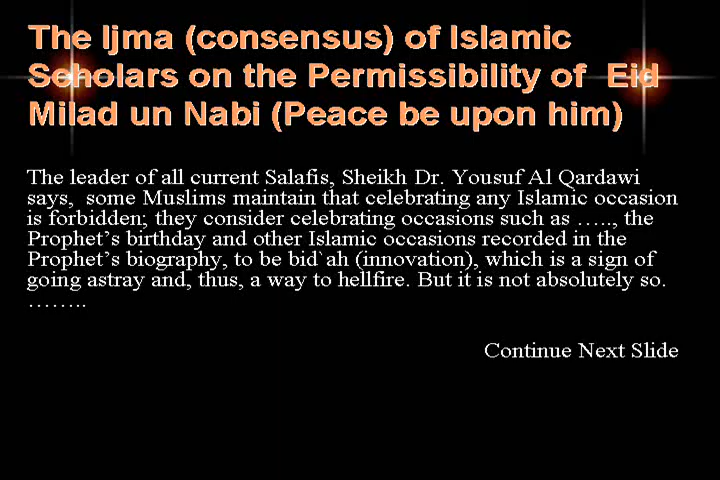 The Ijma (consensus) of Islamic
Scholars on the Permissibility of  Eid
Milad un Nabi (Peace be upon him)
The leader of all current Salafis, Sheikh Dr. Yousuf Al Qardawi
says,  some Muslims maintain that celebrating any Islamic occasion
is forbidden; they consider celebrating occasions such as ….., the
Prophet’s birthday and other Islamic occasions recorded in the
Prophet’s biography, to be bid`ah (innovation), which is a sign of
going astray and, thus, a way to hellfire. But it is not absolutely so.
……..
Continue Next Slide